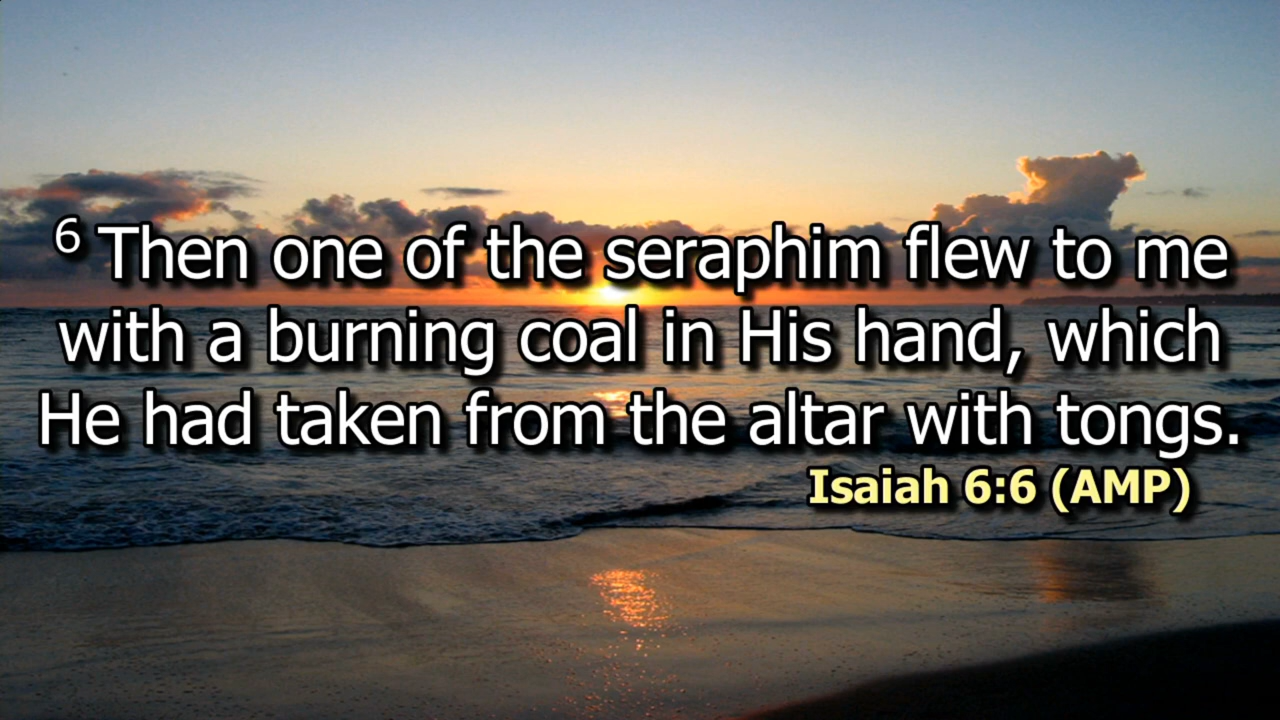 6 Then one of the seraphim flew to me
with a burning coal in His hand, which
He had taken from the altar with tongs.
Isaiah 6:6 (AMP)